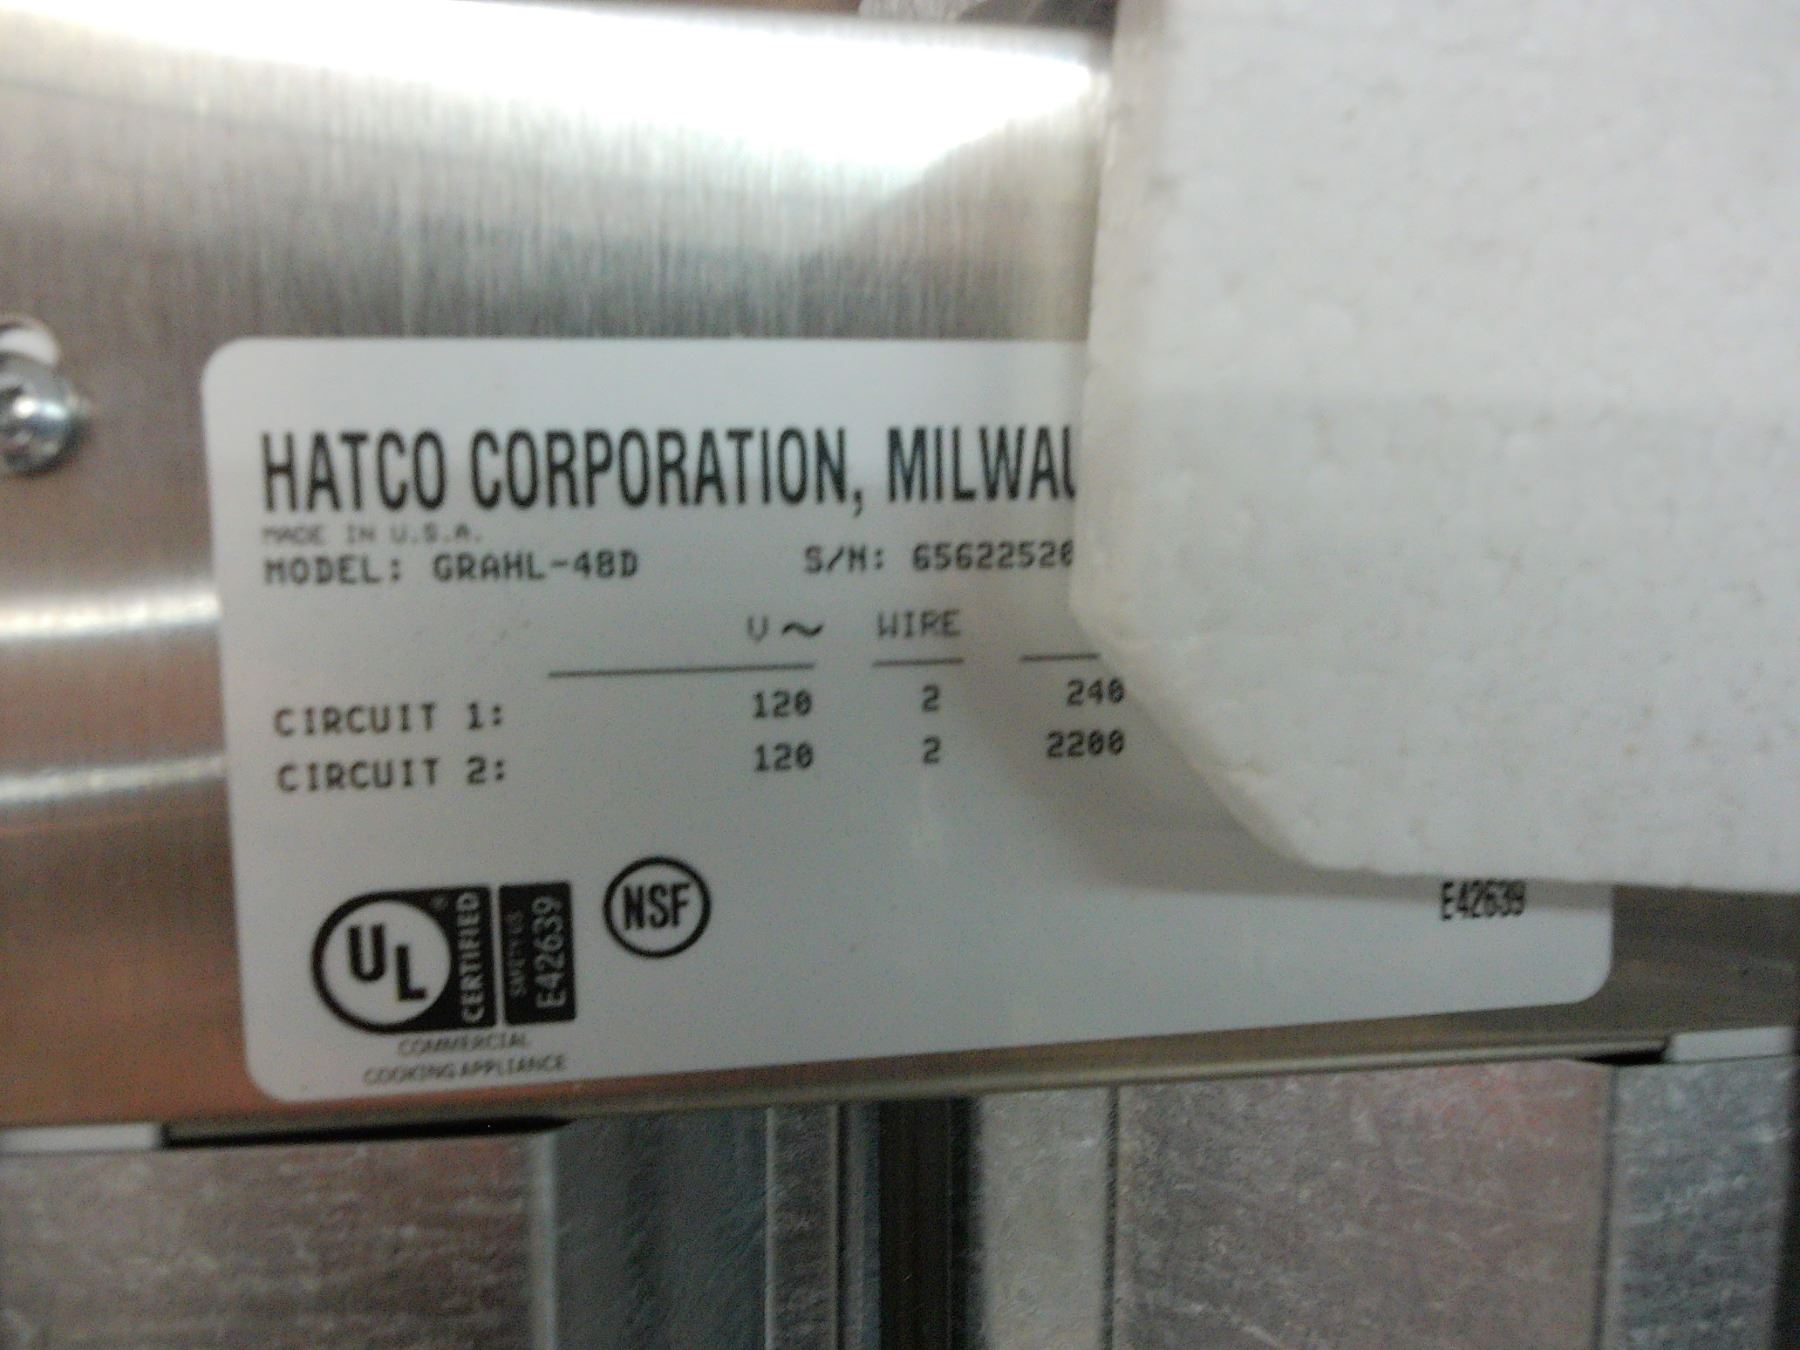 HATCO CORPORATION, MILWAU
MADE IN U.S.A.
MODEL: GRAHL-48D S/N: 65622520
V~ WIRE
CIRCUIT 1: 120 2 240
CIRCUIT 2: 120 2 2200
UL® CERTIFIED
SAFETY US
E42639
NSF
E42639
COMMERCIAL
COOKING APPLIANCE